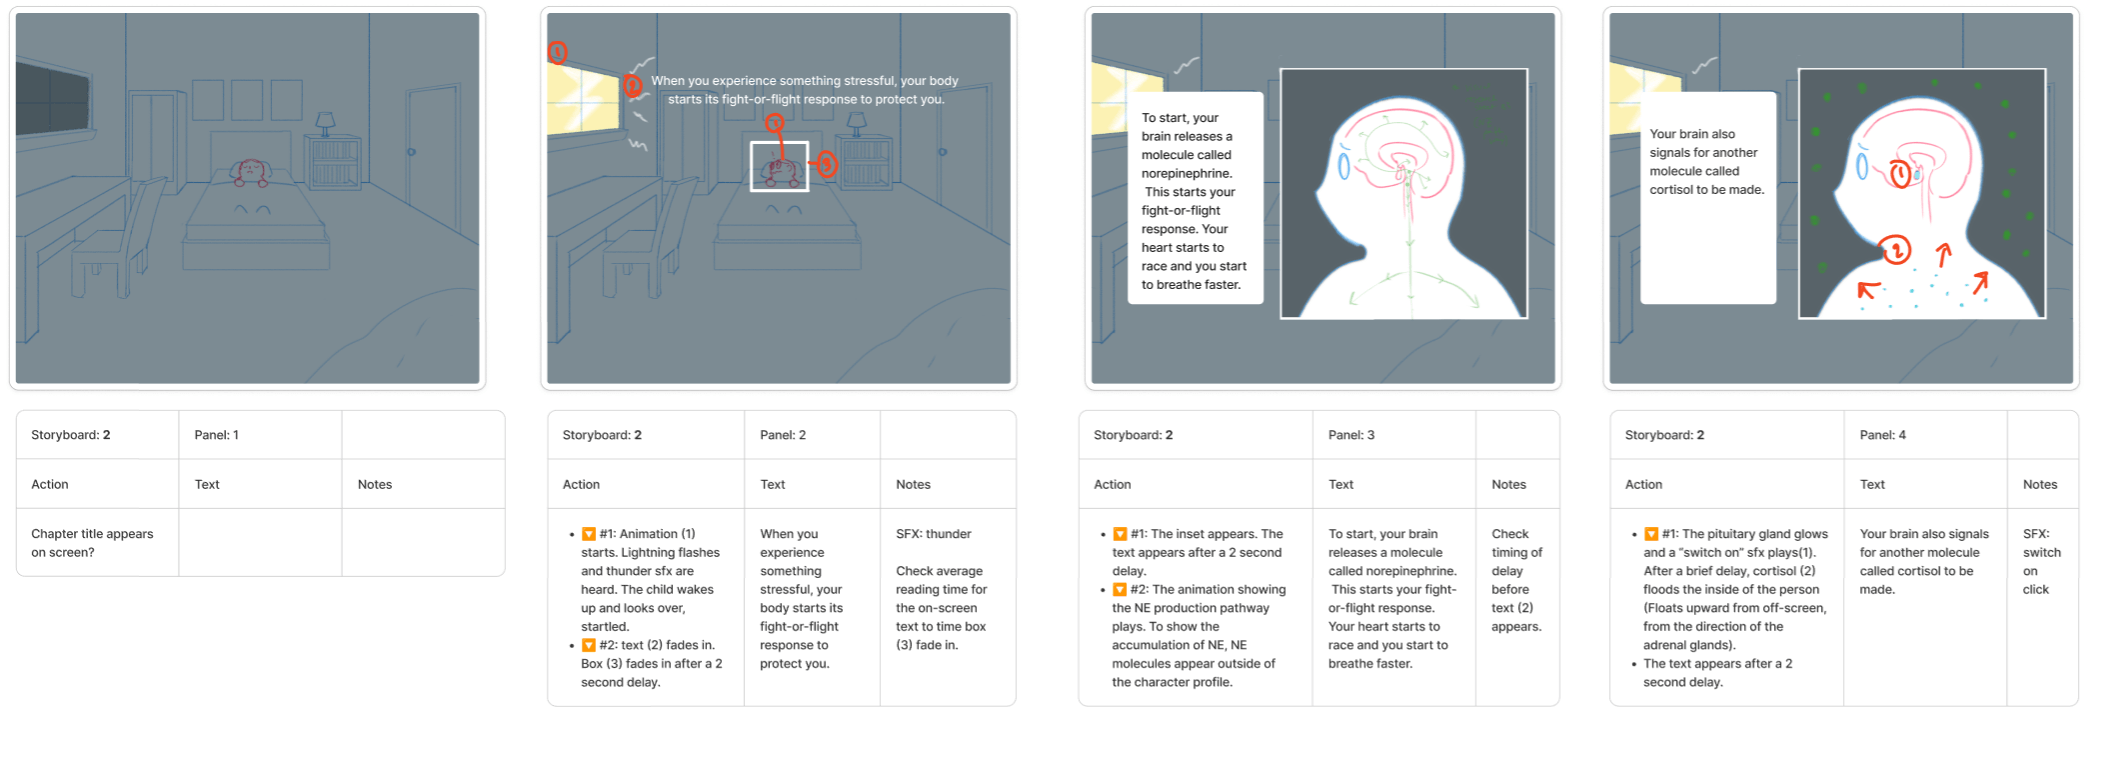 When you experience something stressful, your body
starts its fight-or-flight response to protect you.
To start, your
brain releases a
molecule called
norepinephrine.
This starts your
fight-or-flight
response. Your
heart starts to
race and you start
to breathe faster.
Your brain also
signals for another
molecule called
cortisol to be made.
1
2
1
3
1
2
Storyboard: 2
Panel: 1
Action
Text
Notes
Chapter title appears
on screen?
Storyboard: 2
Panel: 2
Action
Text
Notes
• 🔽 #1: Animation (1)
starts. Lightning flashes
and thunder sfx are
heard. The child wakes
up and looks over,
startled.
• 🔽 #2: text (2) fades in.
Box (3) fades in after a 2
second delay.
When you
experience
something
stressful, your
body starts its
fight-or-flight
response to
protect you.
SFX: thunder
Check average
reading time for
the on-screen
text to time box
(3) fade in.
Storyboard: 2
Panel: 3
Action
Text
Notes
• 🔽 #1: The inset appears. The
text appears after a 2 second
delay.
• 🔽 #2: The animation showing
the NE production pathway
plays. To show the
accumulation of NE, NE
molecules appear outside of
the character profile.
To start, your brain
releases a molecule
called norepinephrine.
This starts your fight-
or-flight response.
Your heart starts to
race and you start to
breathe faster.
Check
timing of
delay
before
text (2)
appears.
Storyboard: 2
Panel: 4
Action
Text
Notes
• 🔽 #1: The pituitary gland glows
and a "switch on" sfx plays(1).
After a brief delay, cortisol (2)
floods the inside of the person
(Floats upward from off-screen,
from the direction of the
adrenal glands).
• The text appears after a 2
second delay.
Your brain also signals
for another molecule
called cortisol to be
made.
SFX:
switch
on
click